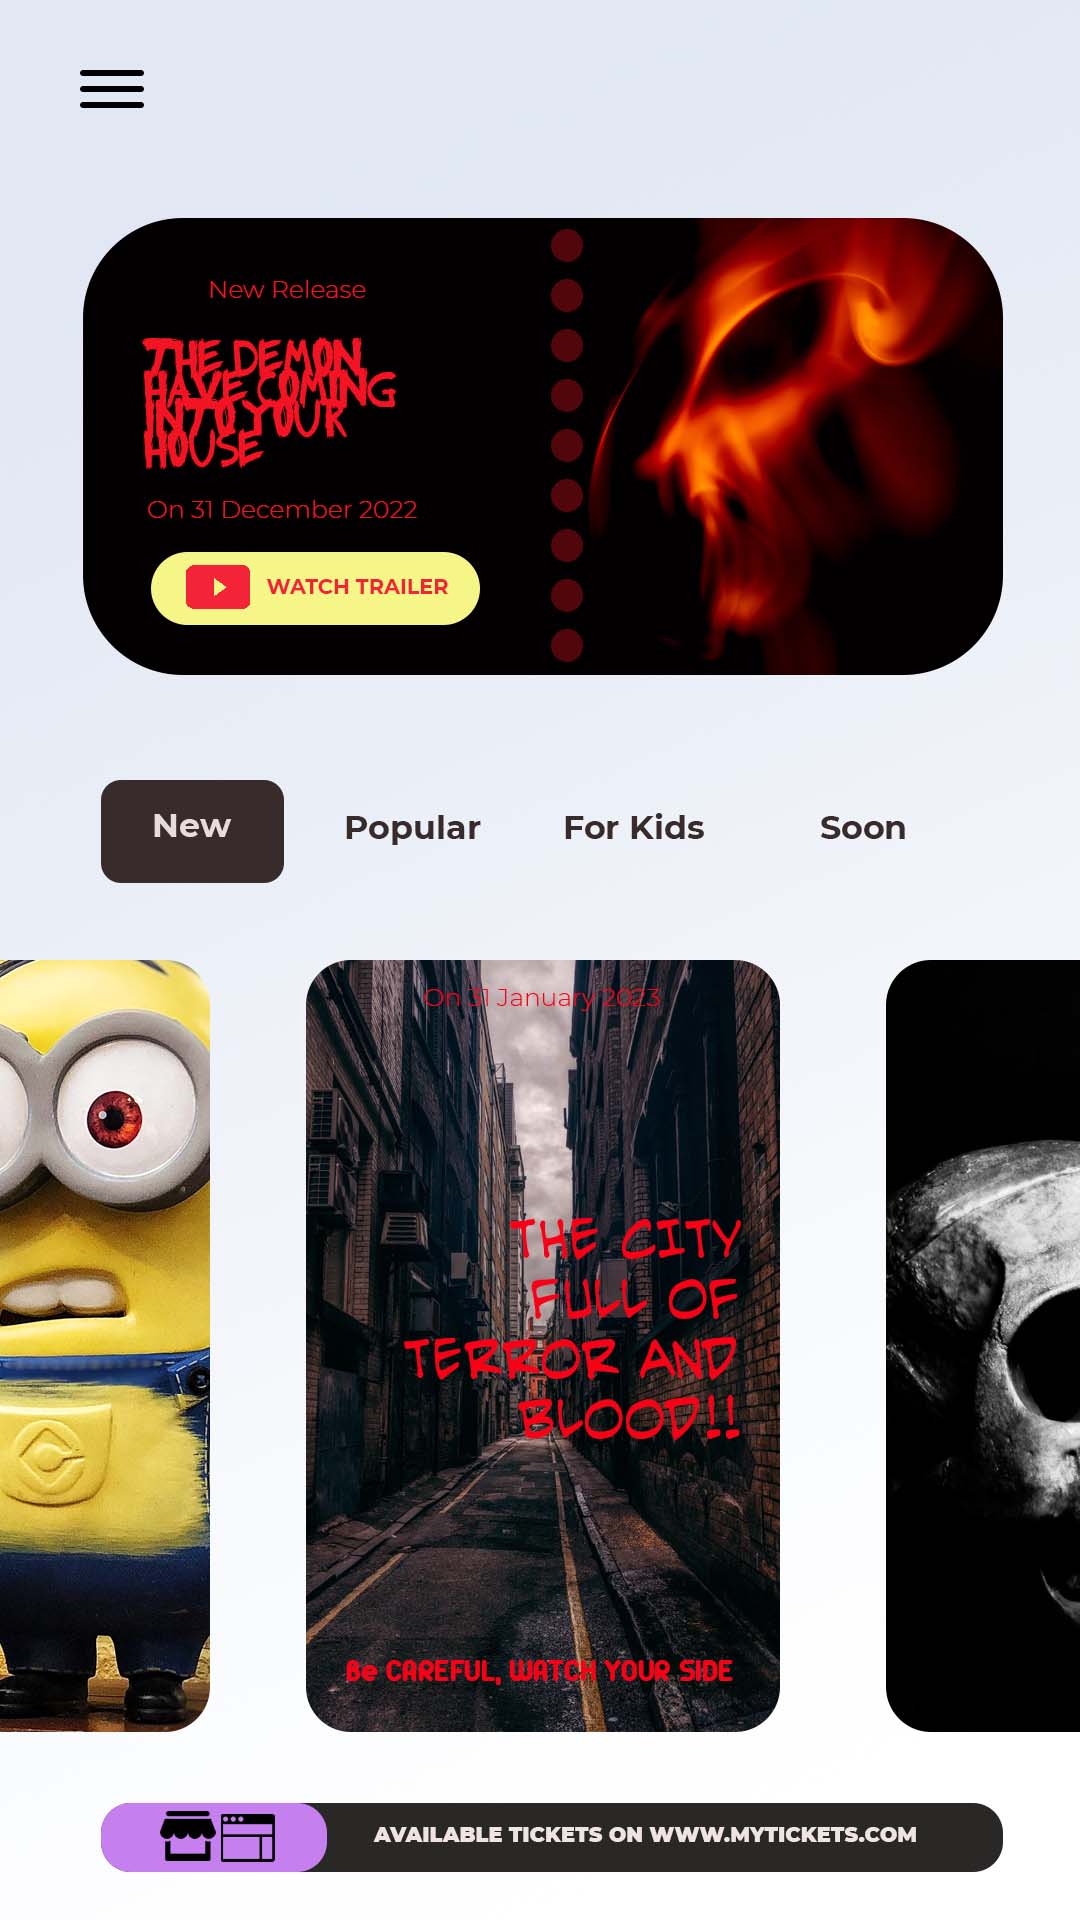 New Release
THE DEMON
HAVE COMING
INTO YOUR
HOUSE
On 31 December 2022
WATCH TRAILER
New
Popular
For Kids
Soon
On 31 January 2023
THE CITY
FULL OF
TERROR AND
BLOOD!!
Be CAREFUL, WATCH YOUR SIDE
AVAILABLE TICKETS ON WWW.MYTICKETS.COM